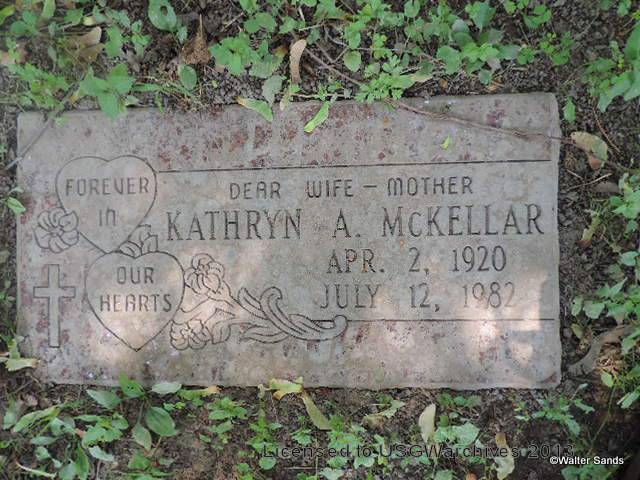 FOREVER
IN
OUR
HEARTS
DEAR WIFE - MOTHER
KATHRYN A. McKELLAR
APR. 2, 1920
JULY 12, 1982
Licensed to USGWarchives 2013
©Walter Sands